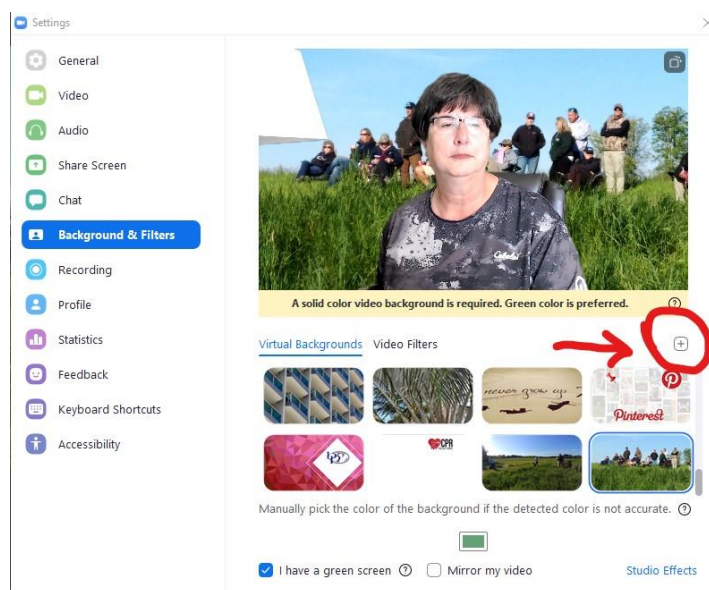 Settings
General
Video
Audio
Share Screen
Chat
Background & Filters
Recording
Profile
Statistics
Feedback
Keyboard Shortcuts
Accessibility
Cabela's
A solid color video background is required. Green color is preferred.
Virtual Backgrounds Video Filters
never grow up
Pinterest
CPR
Manually pick the color of the background if the detected color is not accurate.
I have a green screen Mirror my video Studio Effects